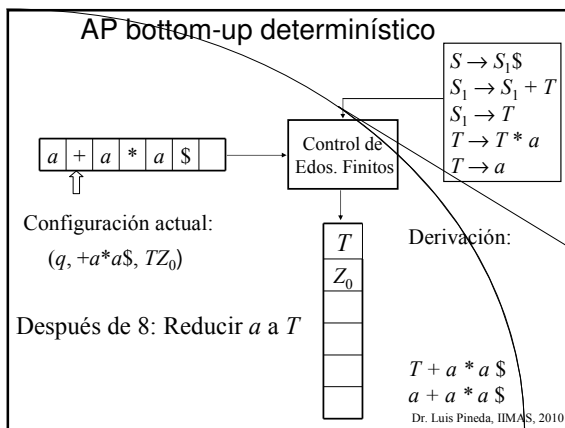 AP bottom-up determinístico
S → S₁$
S₁ → S₁ + T
S₁ → T
T → T * a
T → a
a + a * a $
Control de
Edos. Finitos
Configuración actual:
(q, +a*a$, TZ₀)
T
Z₀
Derivación:
Después de 8: Reducir a a T
T + a * a $
a + a * a $
Dr. Luis Pineda, IIMAS, 2010